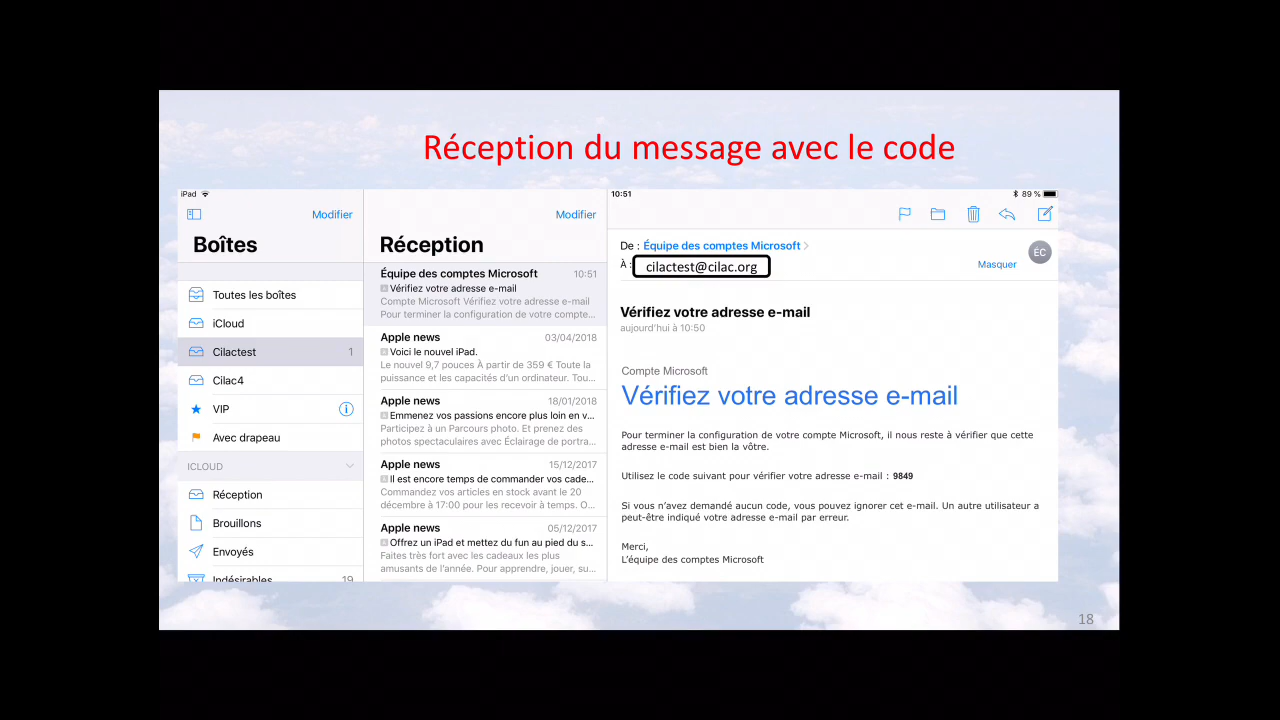 Réception du message avec le code
iPad
10:51
89 %
Modifier
Boîtes
Toutes les boîtes
iCloud
Cilactest 1
Cilac4
VIP
Avec drapeau
ICLOUD
Réception
Brouillons
Envoyés
Indésirables 19
Modifier
Réception
Équipe des comptes Microsoft 10:51
Vérifiez votre adresse e-mail
Compte Microsoft Vérifiez votre adresse e-mail
Pour terminer la configuration de votre compte...
Apple news 03/04/2018
Voici le nouvel iPad.
Le nouvel 9,7 pouces À partir de 359 € Toute la
puissance et les capacités d'un ordinateur. Tou...
Apple news 18/01/2018
Emmenez vos passions encore plus loin en v...
Participez à un Parcours photo. Et prenez des
photos spectaculaires avec Éclairage de portra...
Apple news 15/12/2017
Il est encore temps de commander vos cade...
Commandez vos articles en stock avant le 20
décembre à 17:00 pour les recevoir à temps. O...
Apple news 05/12/2017
Offrez un iPad et mettez du fun au pied du s...
Faites très fort avec les cadeaux les plus
amusants de l'année. Pour apprendre, jouer, su...
De : Équipe des comptes Microsoft
ÉC
À : cilactest@cilac.org
Masquer
Vérifiez votre adresse e-mail
aujourd'hui à 10:50
Compte Microsoft
Vérifiez votre adresse e-mail
Pour terminer la configuration de votre compte Microsoft, il nous reste à vérifier que cette
adresse e-mail est bien la vôtre.
Utilisez le code suivant pour vérifier votre adresse e-mail : 9849
Si vous n'avez demandé aucun code, vous pouvez ignorer cet e-mail. Un autre utilisateur a
peut-être indiqué votre adresse e-mail par erreur.
Merci,
L'équipe des comptes Microsoft
18